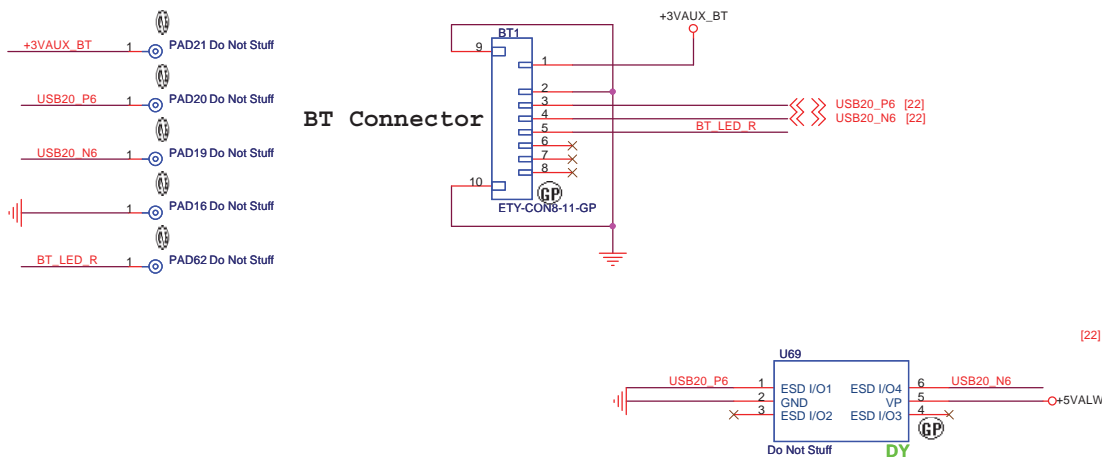 +3VAUX_BT 1 PAD21 Do Not Stuff
USB20_P6 1 PAD20 Do Not Stuff
USB20_N6 1 PAD19 Do Not Stuff
1 PAD16 Do Not Stuff
BT_LED_R 1 PAD62 Do Not Stuff
BT Connector
+3VAUX_BT
BT1
9
1
2
3 USB20_P6 [22]
4 USB20_N6 [22]
5 BT_LED_R
6
7
8
10
GP
ETY-CON8-11-GP
[22]
U69
USB20_P6 1 ESD I/O1 ESD I/O4 6 USB20_N6
2 GND VP 5 +5VALW
3 ESD I/O2 ESD I/O3 4
GP
Do Not Stuff DY